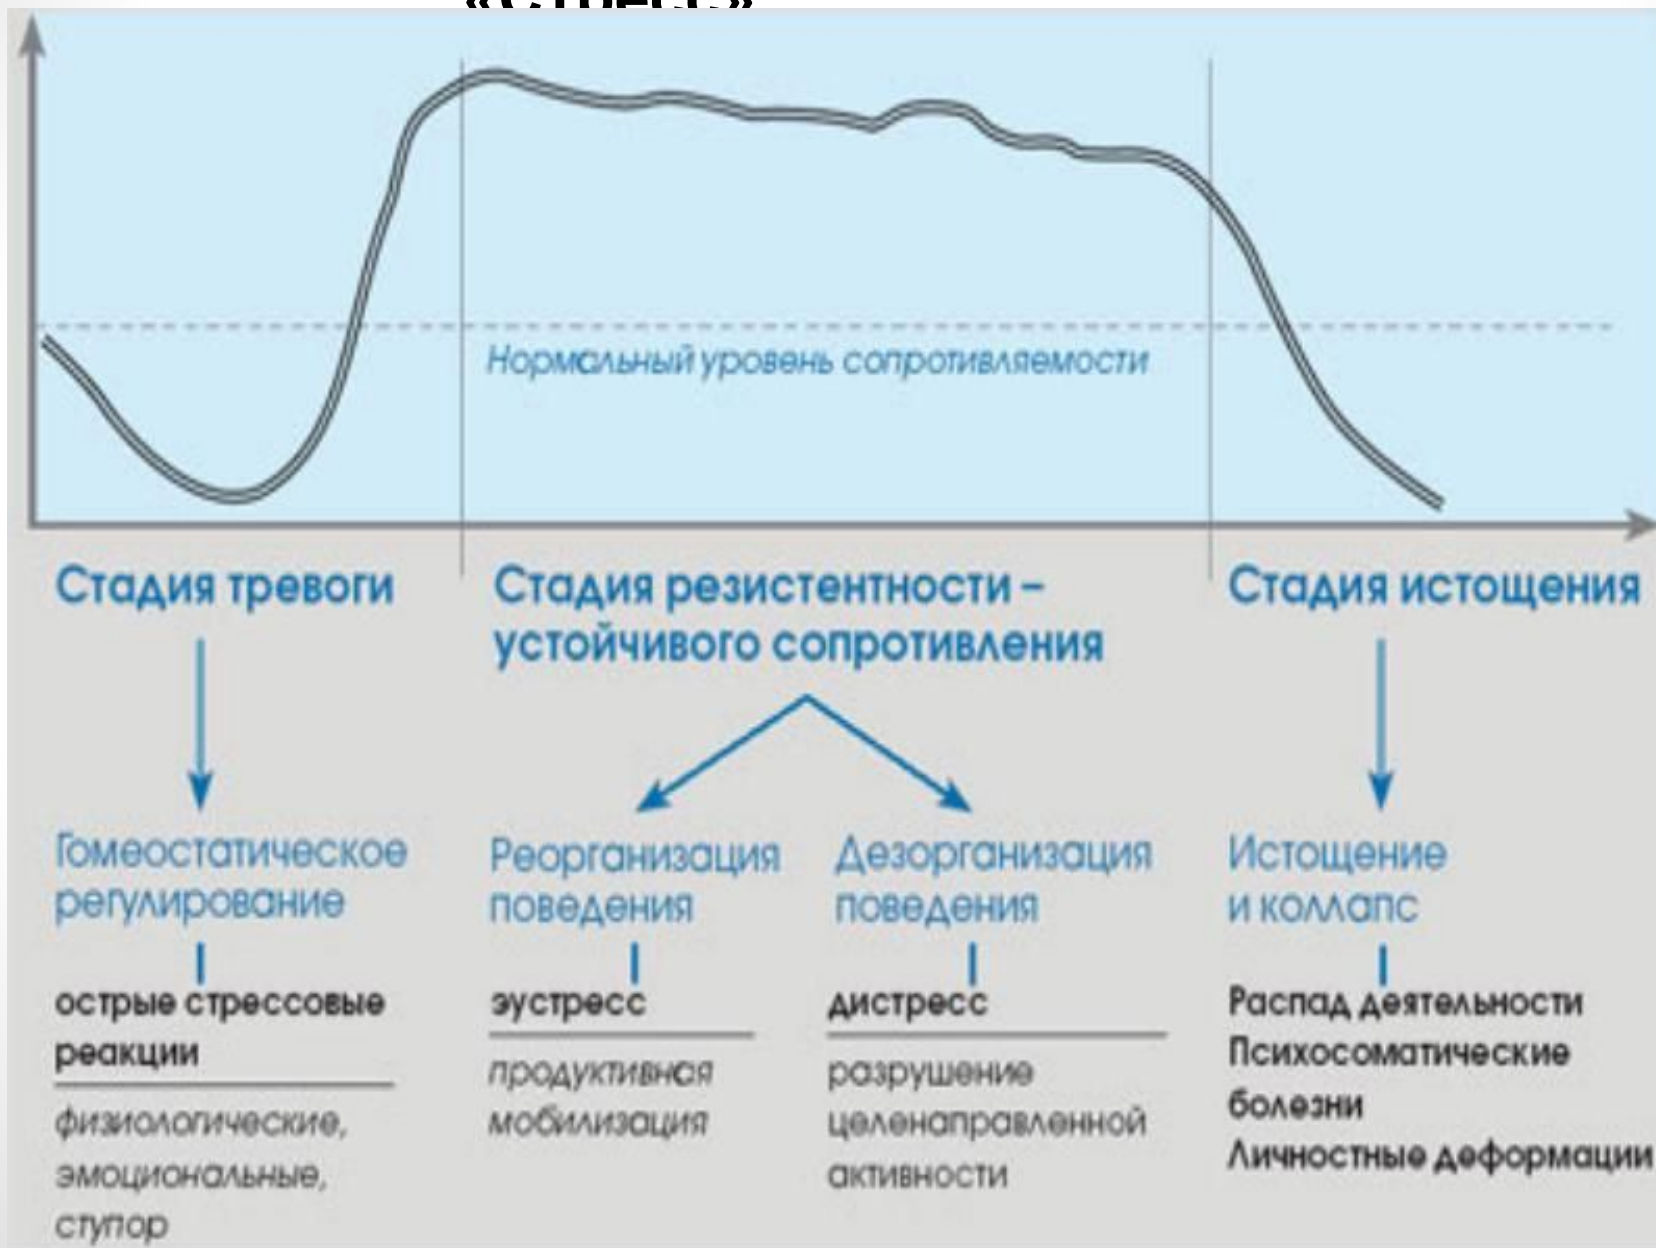 «Стресс»
Нормальный уровень сопротивляемости
Стадия тревоги
Стадия резистентности –
устойчивого сопротивления
Стадия истощения
Гомеостатическое
регулирование
Реорганизация
поведения
Дезорганизация
поведения
Истощение
и коллапс
острые стрессовые
реакции
физиологические,
эмоциональные,
ступор
эустресс
продуктивная
мобилизация
дистресс
разрушение
целенаправленной
активности
Распад деятельности
Психосоматические
болезни
Личностные деформации